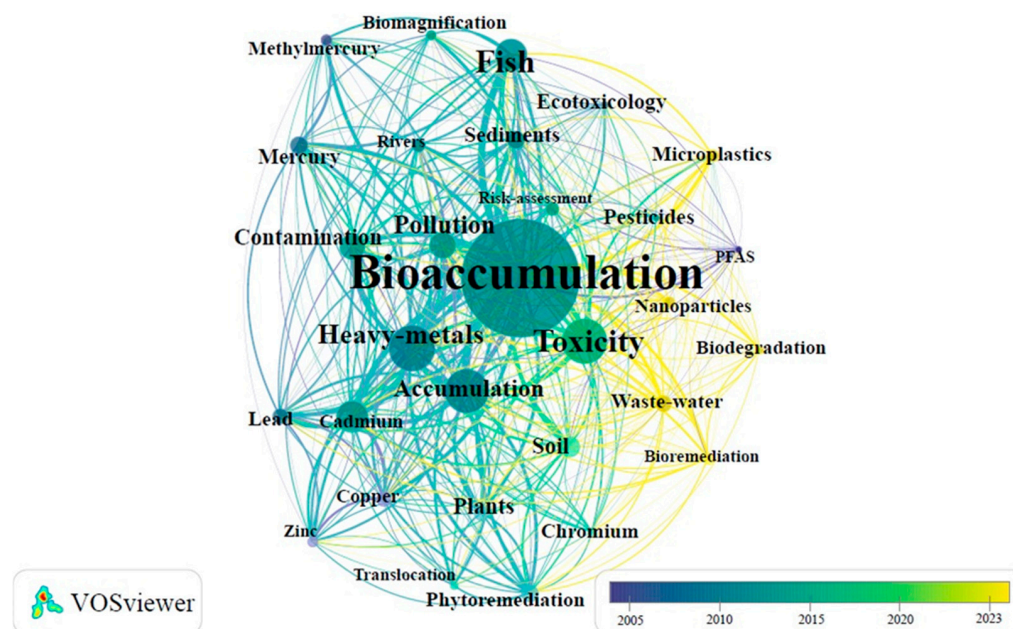 Biomagnification
Methylmercury
Fish
Ecotoxicology
Sediments
Rivers
Mercury
Microplastics
Risk-assessment
Pesticides
Pollution
Contamination
PFAS
Bioaccumulation
Nanoparticles
Heavy-metals
Toxicity
Biodegradation
Accumulation
Waste-water
Lead
Cadmium
Soil
Bioremediation
Copper
Plants
Zinc
Chromium
Translocation
Phytoremediation
VOSviewer
2005 2010 2015 2020 2023